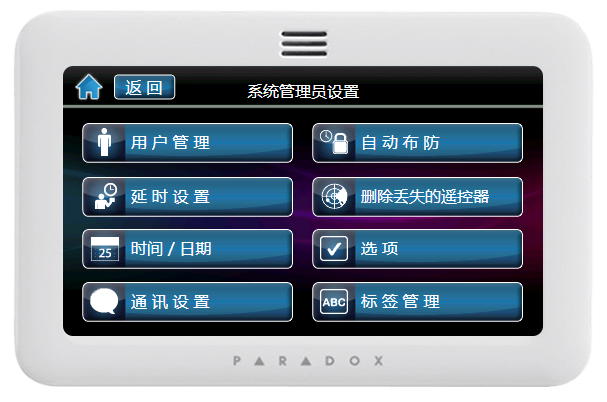 返回
系统管理员设置
用户管理
自动布防
延时设置
删除丢失的遥控器
25
时间 / 日期
选项
通讯设置
ABC
标签管理
PARADOX